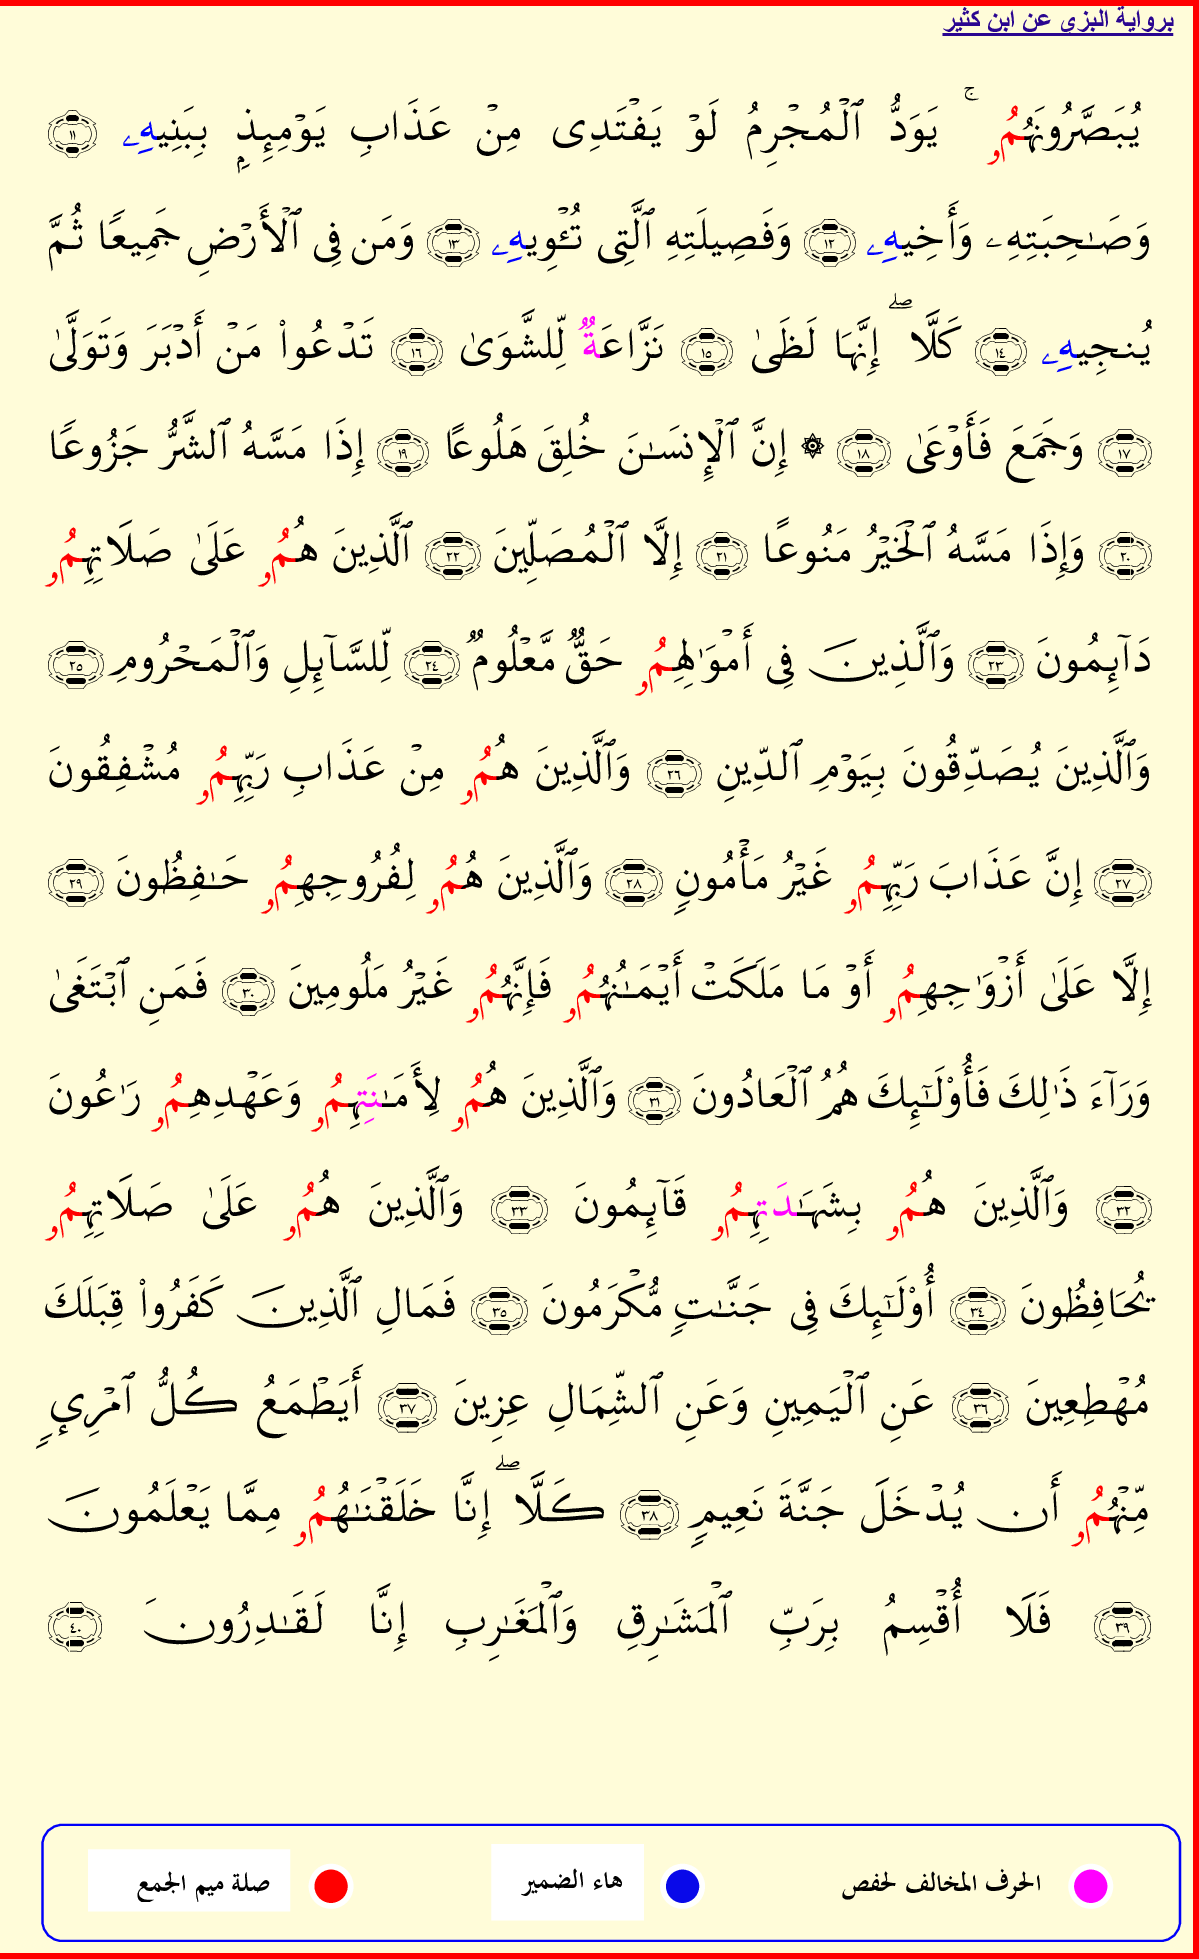 برواية البزي عن ابن كثير
يُبَصَّرُونَهُمُۥ ۚ يَوَدُّ ٱلْمُجْرِمُ لَوْ يَفْتَدِى مِنْ عَذَابِ يَوْمِئِذٍۭ بِبَنِيهِۦ ١١
وَصَـٰحِبَتِهِۦ وَأَخِيهِۦ ١٢ وَفَصِيلَتِهِ ٱلَّتِى تُـْٔوِيهِۦ ١٣ وَمَن فِى ٱلْأَرْضِ جَمِيعًا ثُمَّ
يُنجِيهِۦ ١٤ كَلَّا ۖ إِنَّهَا لَظَىٰ ١٥ نَزَّاعَةٌ لِّلشَّوَىٰ ١٦ تَدْعُوا۟ مَنْ أَدْبَرَ وَتَوَلَّىٰ
١٧ وَجَمَعَ فَأَوْعَىٰ ١٨ ۞ إِنَّ ٱلْإِنسَـٰنَ خُلِقَ هَلُوعًا ١٩ إِذَا مَسَّهُ ٱلشَّرُّ جَزُوعًا
٢٠ وَإِذَا مَسَّهُ ٱلْخَيْرُ مَنُوعًا ٢١ إِلَّا ٱلْمُصَلِّينَ ٢٢ ٱلَّذِينَ هُمُۥ عَلَىٰ صَلَاتِهِمُۥ
دَآئِمُونَ ٢٣ وَٱلَّذِينَ فِى أَمْوَٰلِهِمُۥ حَقٌّ مَّعْلُومٌ ٢٤ لِّلسَّآئِلِ وَٱلْمَحْرُومِ ٢٥
وَٱلَّذِينَ يُصَدِّقُونَ بِيَوْمِ ٱلدِّينِ ٢٦ وَٱلَّذِينَ هُمُۥ مِنْ عَذَابِ رَبِّهِمُۥ مُشْفِقُونَ
٢٧ إِنَّ عَذَابَ رَبِّهِمُۥ غَيْرُ مَأْمُونٍ ٢٨ وَٱلَّذِينَ هُمُۥ لِفُرُوجِهِمُۥ حَـٰفِظُونَ ٢٩
إِلَّا عَلَىٰ أَزْوَٰجِهِمُۥ أَوْ مَا مَلَكَتْ أَيْمَـٰنُهُمُۥ فَإِنَّهُمُۥ غَيْرُ مَلُومِينَ ٣٠ فَمَنِ ٱبْتَغَىٰ
وَرَآءَ ذَٰلِكَ فَأُو۟لَـٰٓئِكَ هُمُ ٱلْعَادُونَ ٣١ وَٱلَّذِينَ هُمُۥ لِأَمَـٰنَتِهِمُۥ وَعَهْدِهِمُۥ رَٰعُونَ
٣٢ وَٱلَّذِينَ هُمُۥ بِشَهَـٰدَتِهِمُۥ قَآئِمُونَ ٣٣ وَٱلَّذِينَ هُمُۥ عَلَىٰ صَلَاتِهِمُۥ
يُحَافِظُونَ ٣٤ أُو۟لَـٰٓئِكَ فِى جَنَّـٰتٍ مُّكْرَمُونَ ٣٥ فَمَالِ ٱلَّذِينَ كَفَرُوا۟ قِبَلَكَ
مُهْطِعِينَ ٣٦ عَنِ ٱلْيَمِينِ وَعَنِ ٱلشِّمَالِ عِزِينَ ٣٧ أَيَطْمَعُ كُلُّ ٱمْرِئٍ
مِّنْهُمُۥ أَن يُدْخَلَ جَنَّةَ نَعِيمٍ ٣٨ كَلَّا ۖ إِنَّا خَلَقْنَـٰهُمُۥ مِمَّا يَعْلَمُونَ
٣٩ فَلَا أُقْسِمُ بِرَبِّ ٱلْمَشَـٰرِقِ وَٱلْمَغَـٰرِبِ إِنَّا لَقَـٰدِرُونَ ٤٠
الحرف المخالف لحفص هاء الضمير صلة ميم الجمع